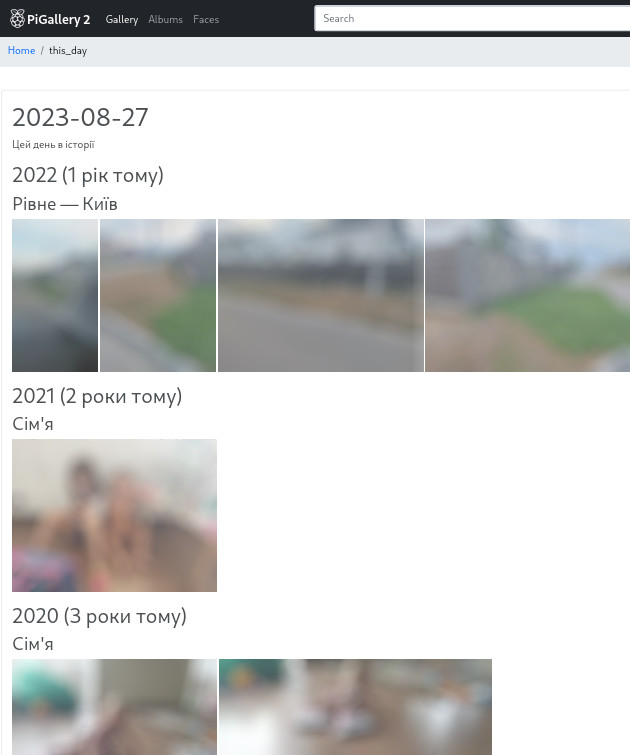 PiGallery 2 Gallery Albums Faces Search
Home / this_day
2023-08-27
Цей день в історії
2022 (1 рік тому)
Рівне — Київ
2021 (2 роки тому)
Сім'я
2020 (3 роки тому)
Сім'я